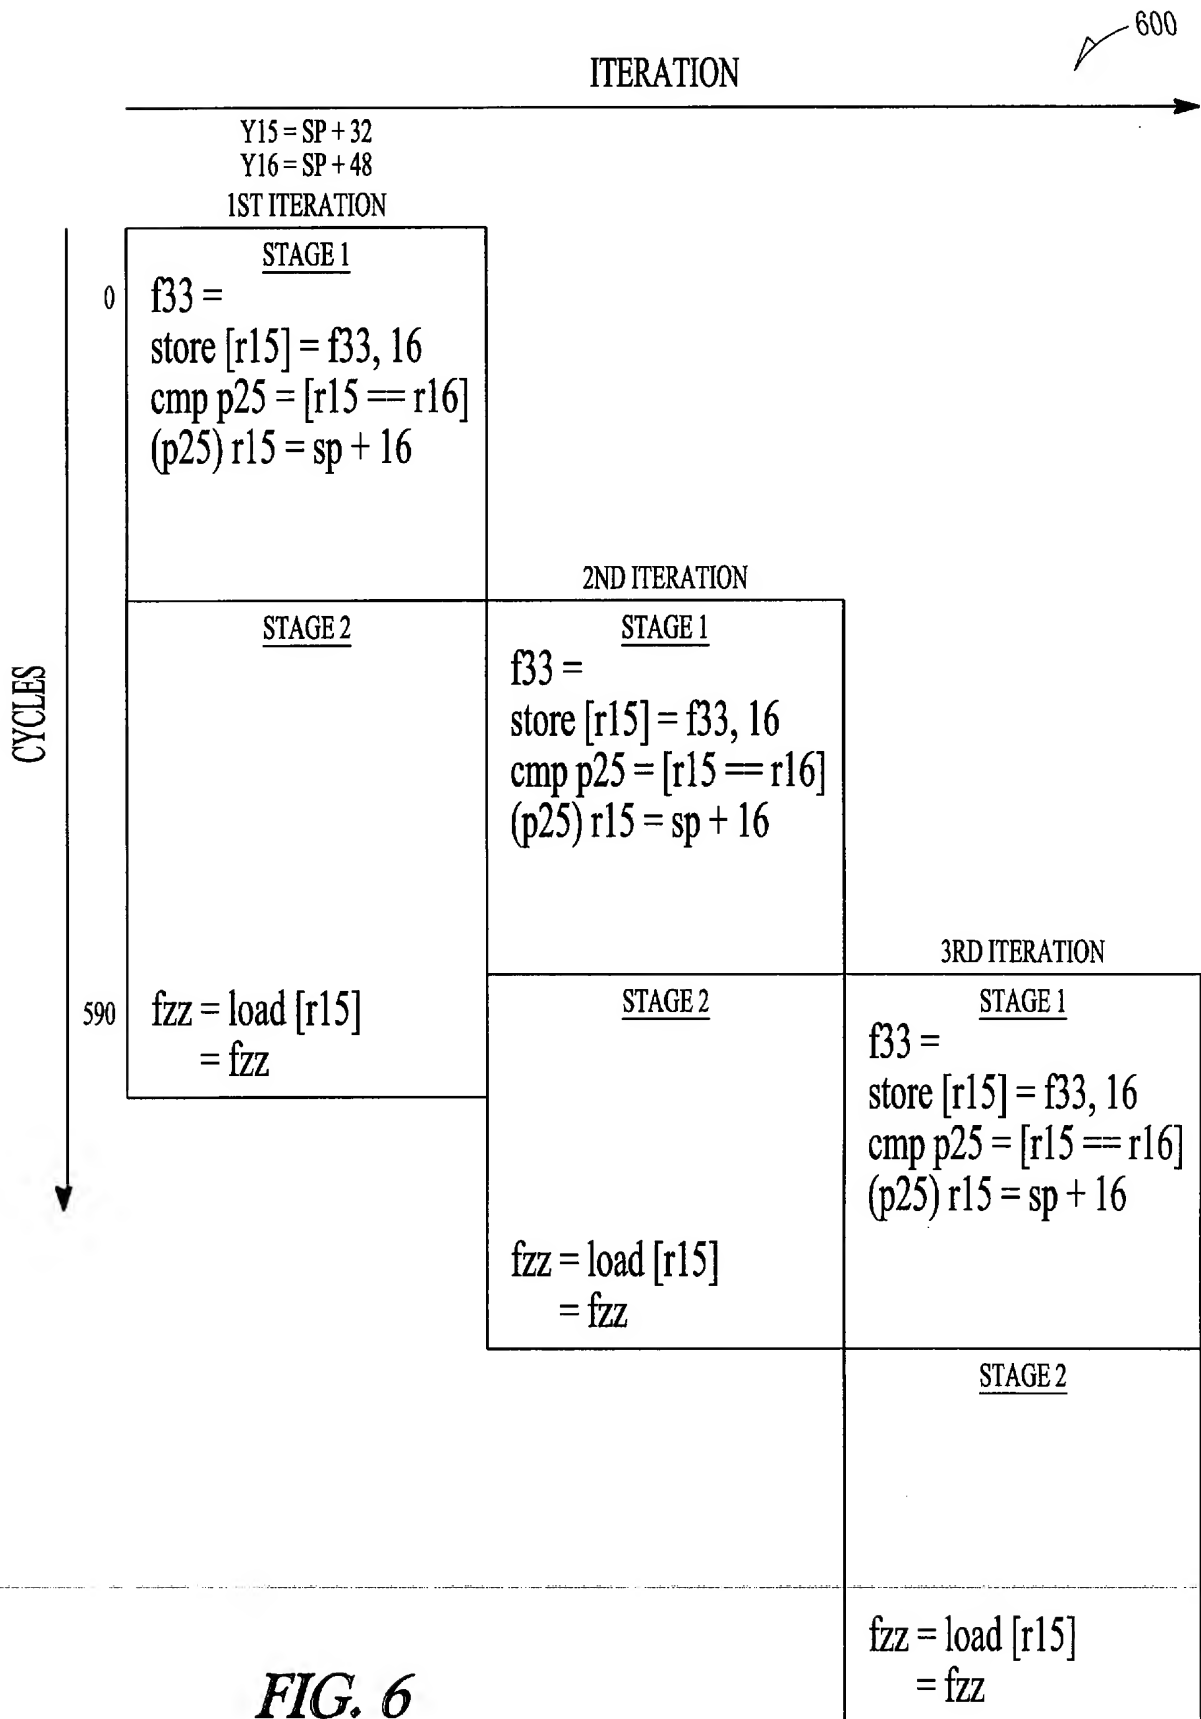 600
ITERATION
Y15 = SP + 32
Y16 = SP + 48
1ST ITERATION
STAGE 1
0
f33 =
store [r15] = f33, 16
cmp p25 = [r15 == r16]
(p25) r15 = sp + 16
2ND ITERATION
STAGE 2
STAGE 1
f33 =
store [r15] = f33, 16
cmp p25 = [r15 == r16]
(p25) r15 = sp + 16
CYCLES
3RD ITERATION
590
fzz = load [r15]
= fzz
STAGE 2
STAGE 1
f33 =
store [r15] = f33, 16
cmp p25 = [r15 == r16]
(p25) r15 = sp + 16
fzz = load [r15]
= fzz
STAGE 2
fzz = load [r15]
= fzz
FIG. 6